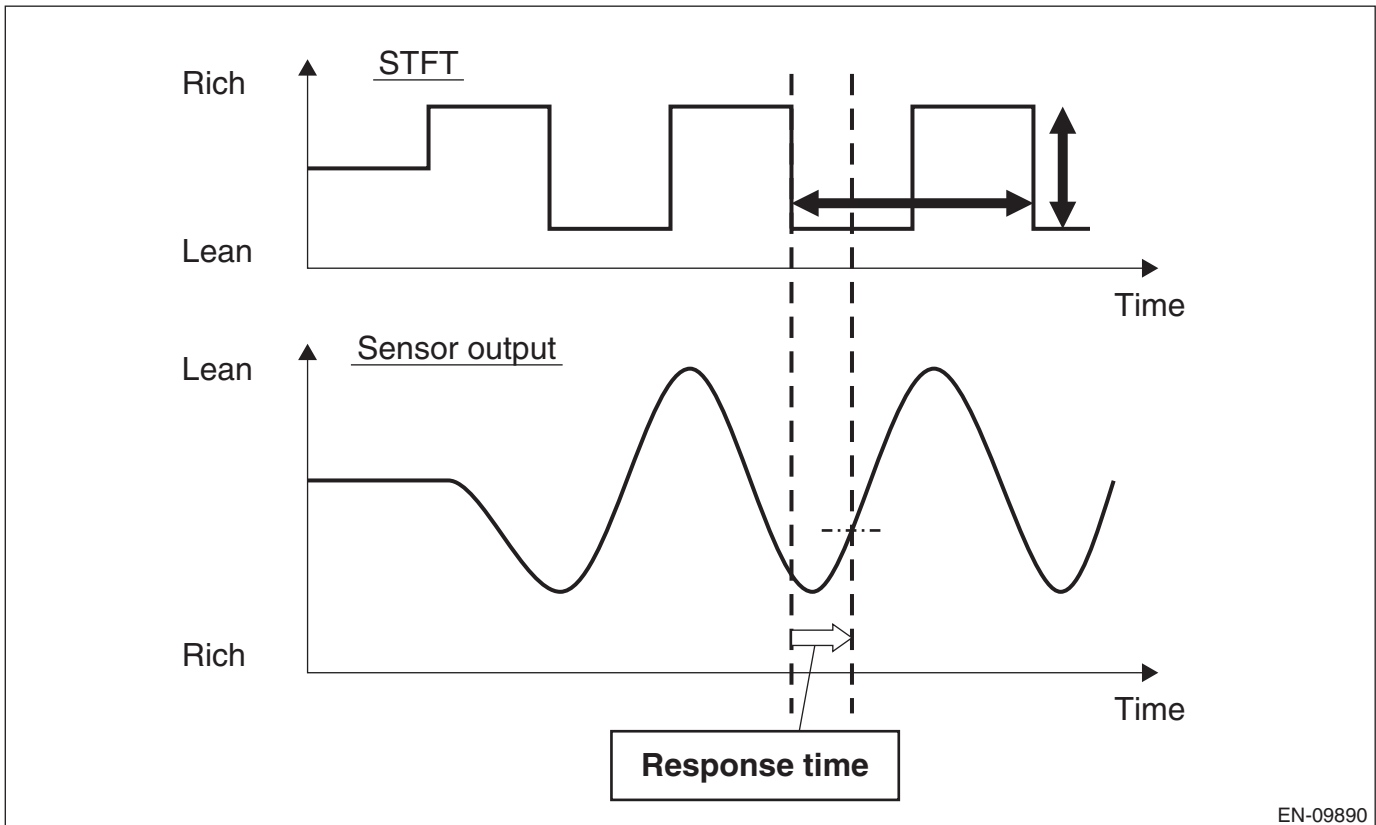 STFT
Rich
Lean
Time
Sensor output
Lean
Rich
Time
Response time
EN-09890